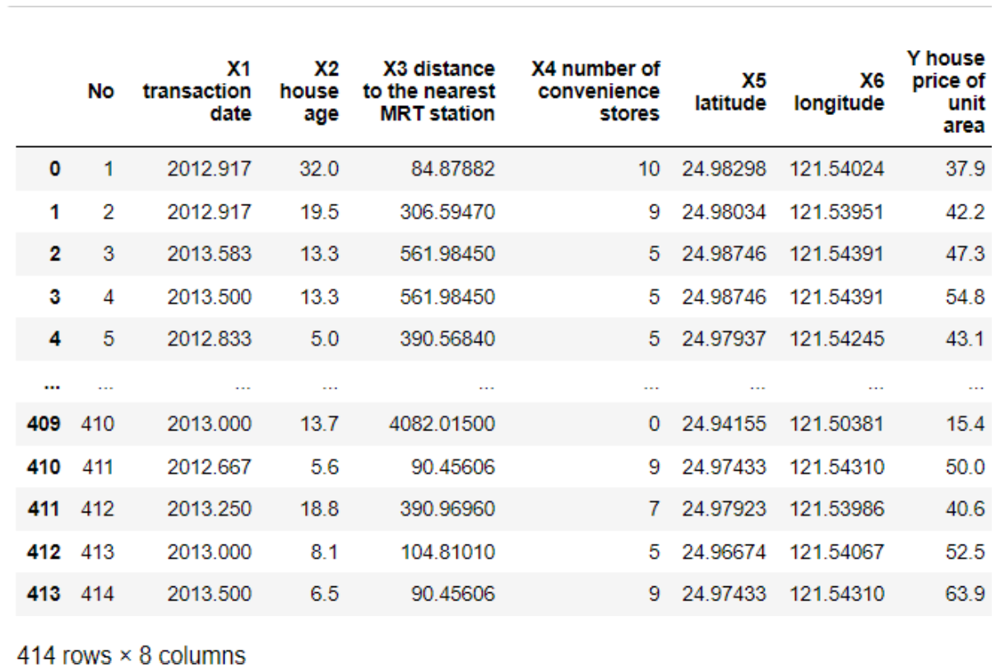 No X1 transaction date X2 house age X3 distance to the nearest MRT station X4 number of convenience stores X5 latitude X6 longitude Y house price of unit area
0 1 2012.917 32.0 84.87882 10 24.98298 121.54024 37.9
1 2 2012.917 19.5 306.59470 9 24.98034 121.53951 42.2
2 3 2013.583 13.3 561.98450 5 24.98746 121.54391 47.3
3 4 2013.500 13.3 561.98450 5 24.98746 121.54391 54.8
4 5 2012.833 5.0 390.56840 5 24.97937 121.54245 43.1
... ... ... ... ... ... ... ... ...
409 410 2013.000 13.7 4082.01500 0 24.94155 121.50381 15.4
410 411 2012.667 5.6 90.45606 9 24.97433 121.54310 50.0
411 412 2013.250 18.8 390.96960 7 24.97923 121.53986 40.6
412 413 2013.000 8.1 104.81010 5 24.96674 121.54067 52.5
413 414 2013.500 6.5 90.45606 9 24.97433 121.54310 63.9
414 rows × 8 columns